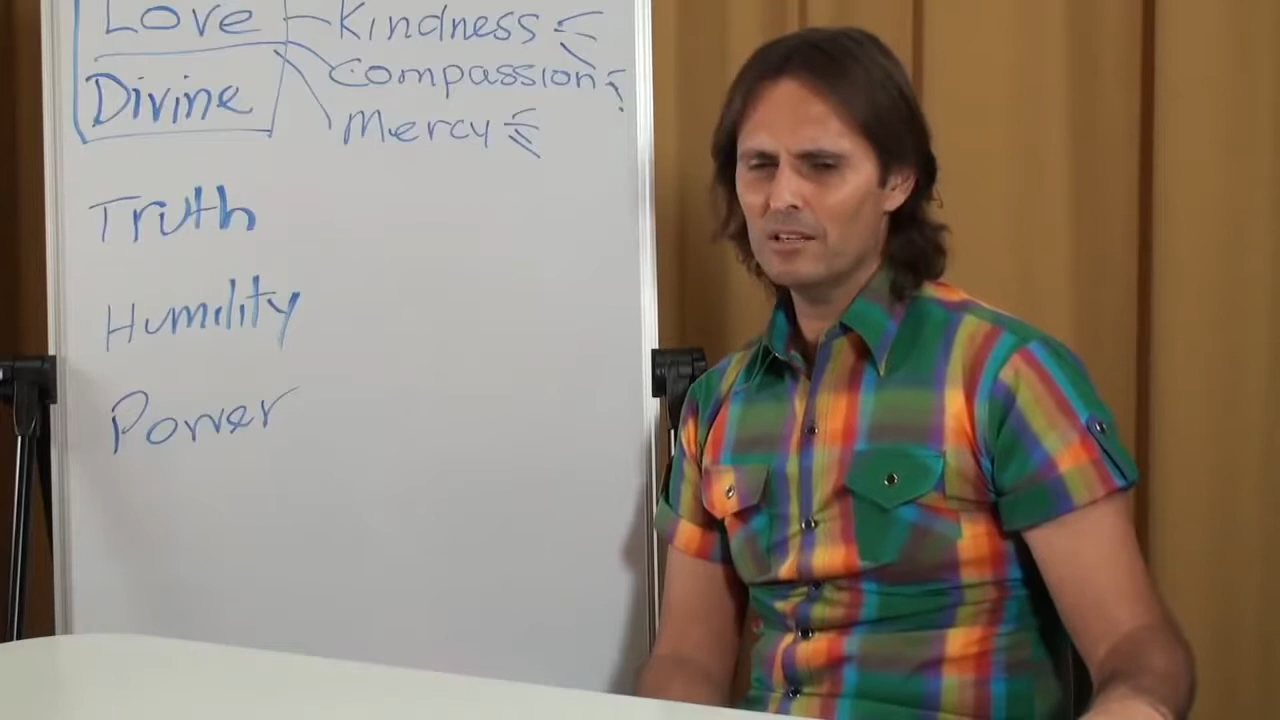 Love Kindness
Compassion
Divine
Mercy
Truth
Humility
Power